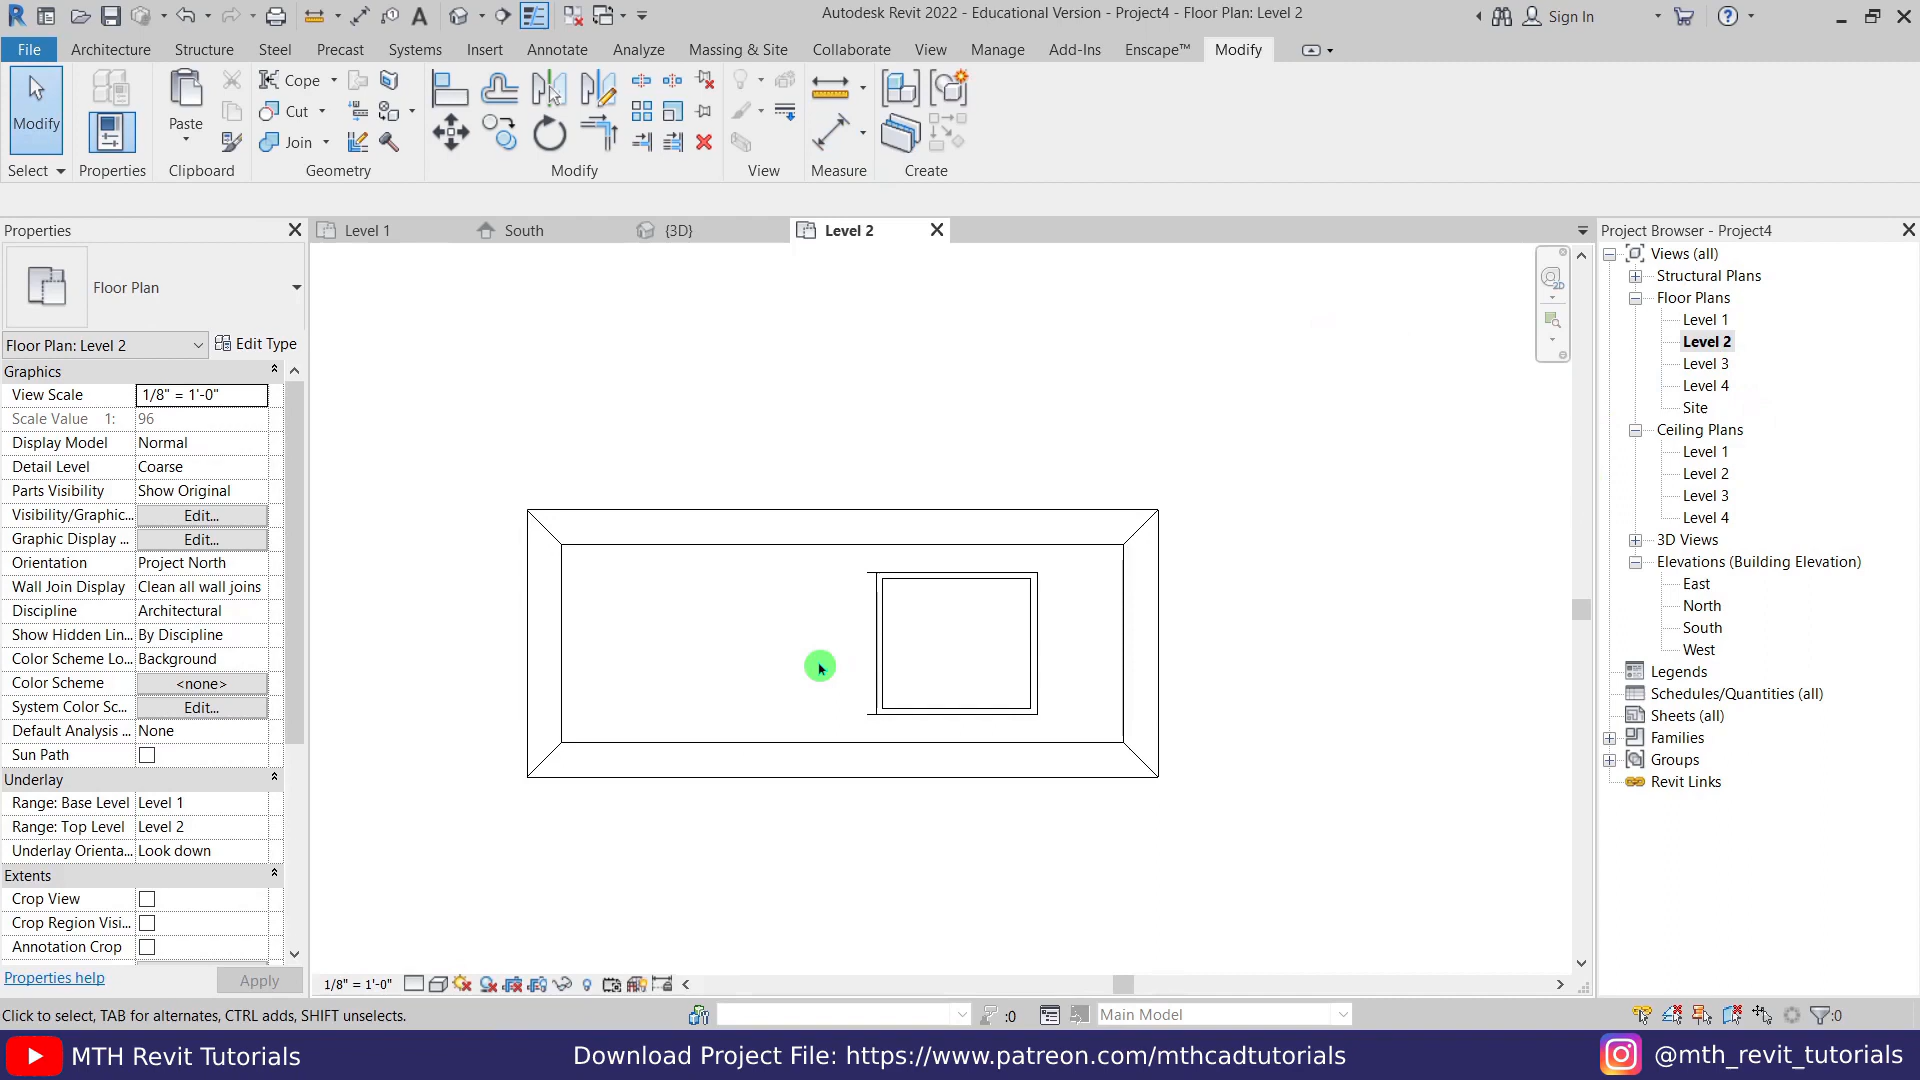 Autodesk Revit 2022 - Educational Version - Project4 - Floor Plan: Level 2
Sign In
File
Architecture
Structure
Steel
Precast
Systems
Insert
Annotate
Analyze
Massing & Site
Collaborate
View
Manage
Add-Ins
Enscape™
Modify
Modify
Paste
Cope
Cut
Join
Select
Properties
Clipboard
Geometry
Modify
View
Measure
Create
Properties
Level 1
South
{3D}
Level 2
Project Browser - Project4
Floor Plan
Floor Plan: Level 2
Edit Type
Graphics
View Scale 1/8" = 1'-0"
Scale Value 1: 96
Display Model Normal
Detail Level Coarse
Parts Visibility Show Original
Visibility/Graphic... Edit...
Graphic Display ... Edit...
Orientation Project North
Wall Join Display Clean all wall joins
Discipline Architectural
Show Hidden Lin... By Discipline
Color Scheme Lo... Background
Color Scheme <none>
System Color Sc... Edit...
Default Analysis ... None
Sun Path
Underlay
Range: Base Level Level 1
Range: Top Level Level 2
Underlay Orienta... Look down
Extents
Crop View
Crop Region Visi...
Annotation Crop
Properties help
Apply
2D
Views (all)
Structural Plans
Floor Plans
Level 1
Level 2
Level 3
Level 4
Site
Ceiling Plans
Level 1
Level 2
Level 3
Level 4
3D Views
Elevations (Building Elevation)
East
North
South
West
Legends
Schedules/Quantities (all)
Sheets (all)
Families
Groups
Revit Links
1/8" = 1'-0"
Click to select, TAB for alternates, CTRL adds, SHIFT unselects.
:0
Main Model
:0
MTH Revit Tutorials
Download Project File: https://www.patreon.com/mthcadtutorials
@mth_revit_tutorials